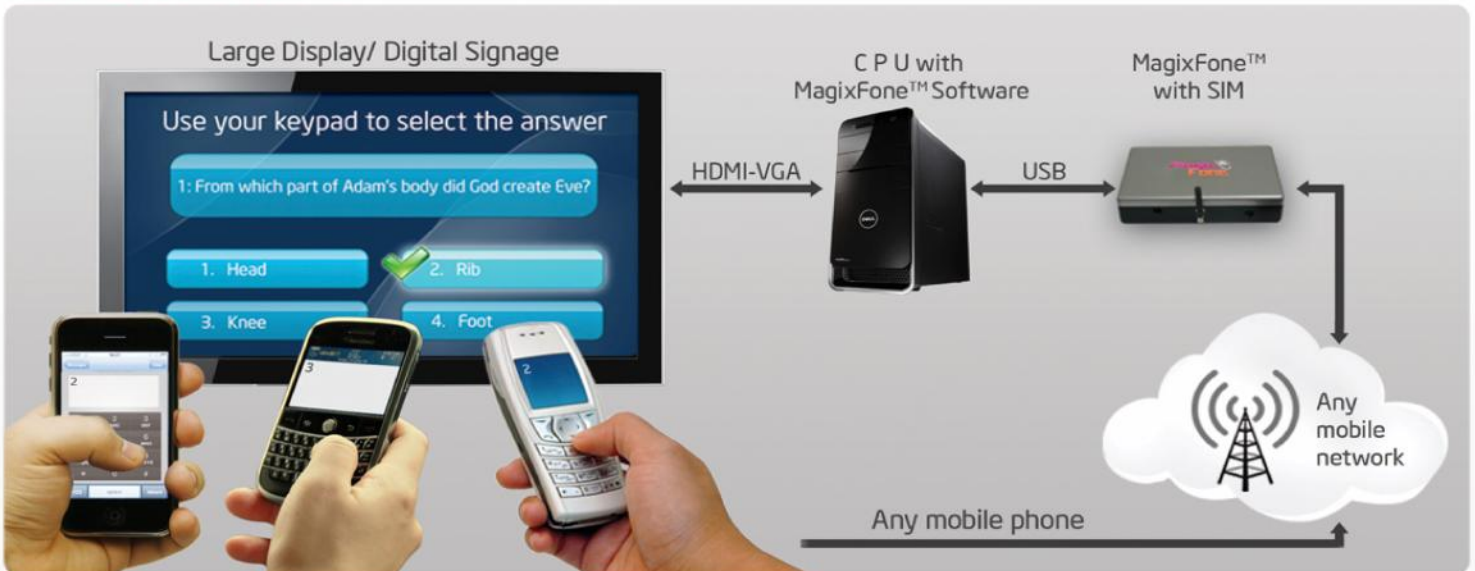 Large Display/ Digital Signage
C P U with
MagixFone™ Software
MagixFone™
with SIM
Use your keypad to select the answer
1: From which part of Adam's body did God create Eve?
1. Head
2. Rib
3. Knee
4. Foot
HDMI-VGA
USB
DELL
2
3
2
Any
mobile
network
Any mobile phone